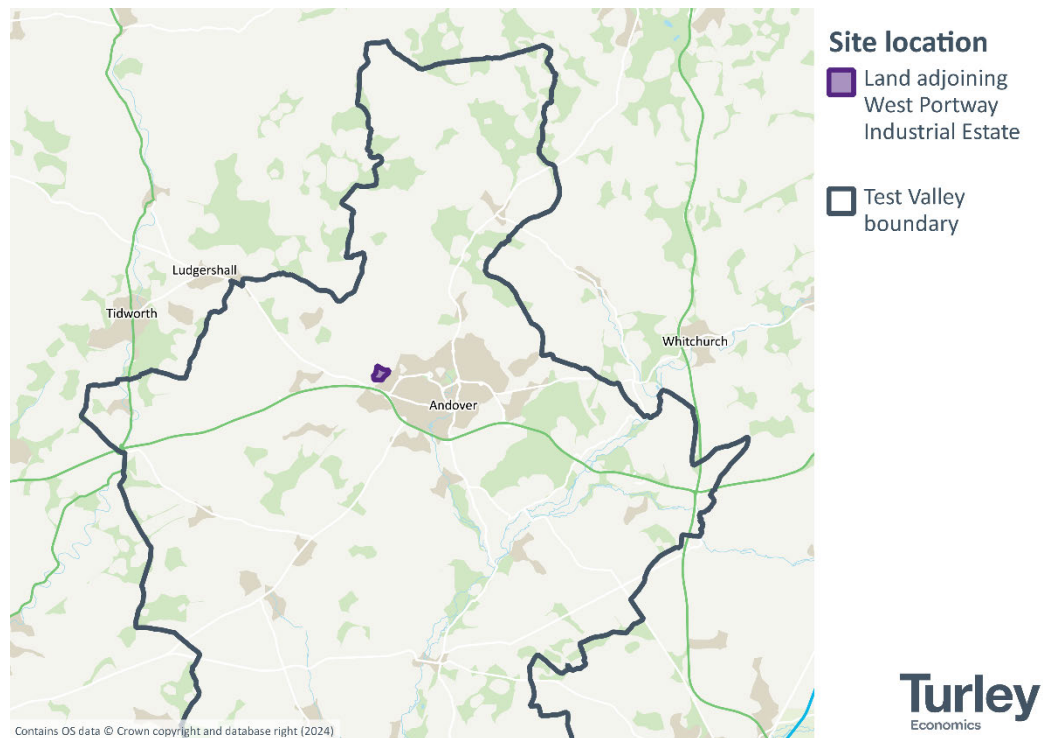 Site location
Land adjoining
West Portway
Industrial Estate
Test Valley
boundary
Ludgershall
Tidworth
Whitchurch
Andover
Contains OS data © Crown copyright and database right (2024)
Turley
Economics